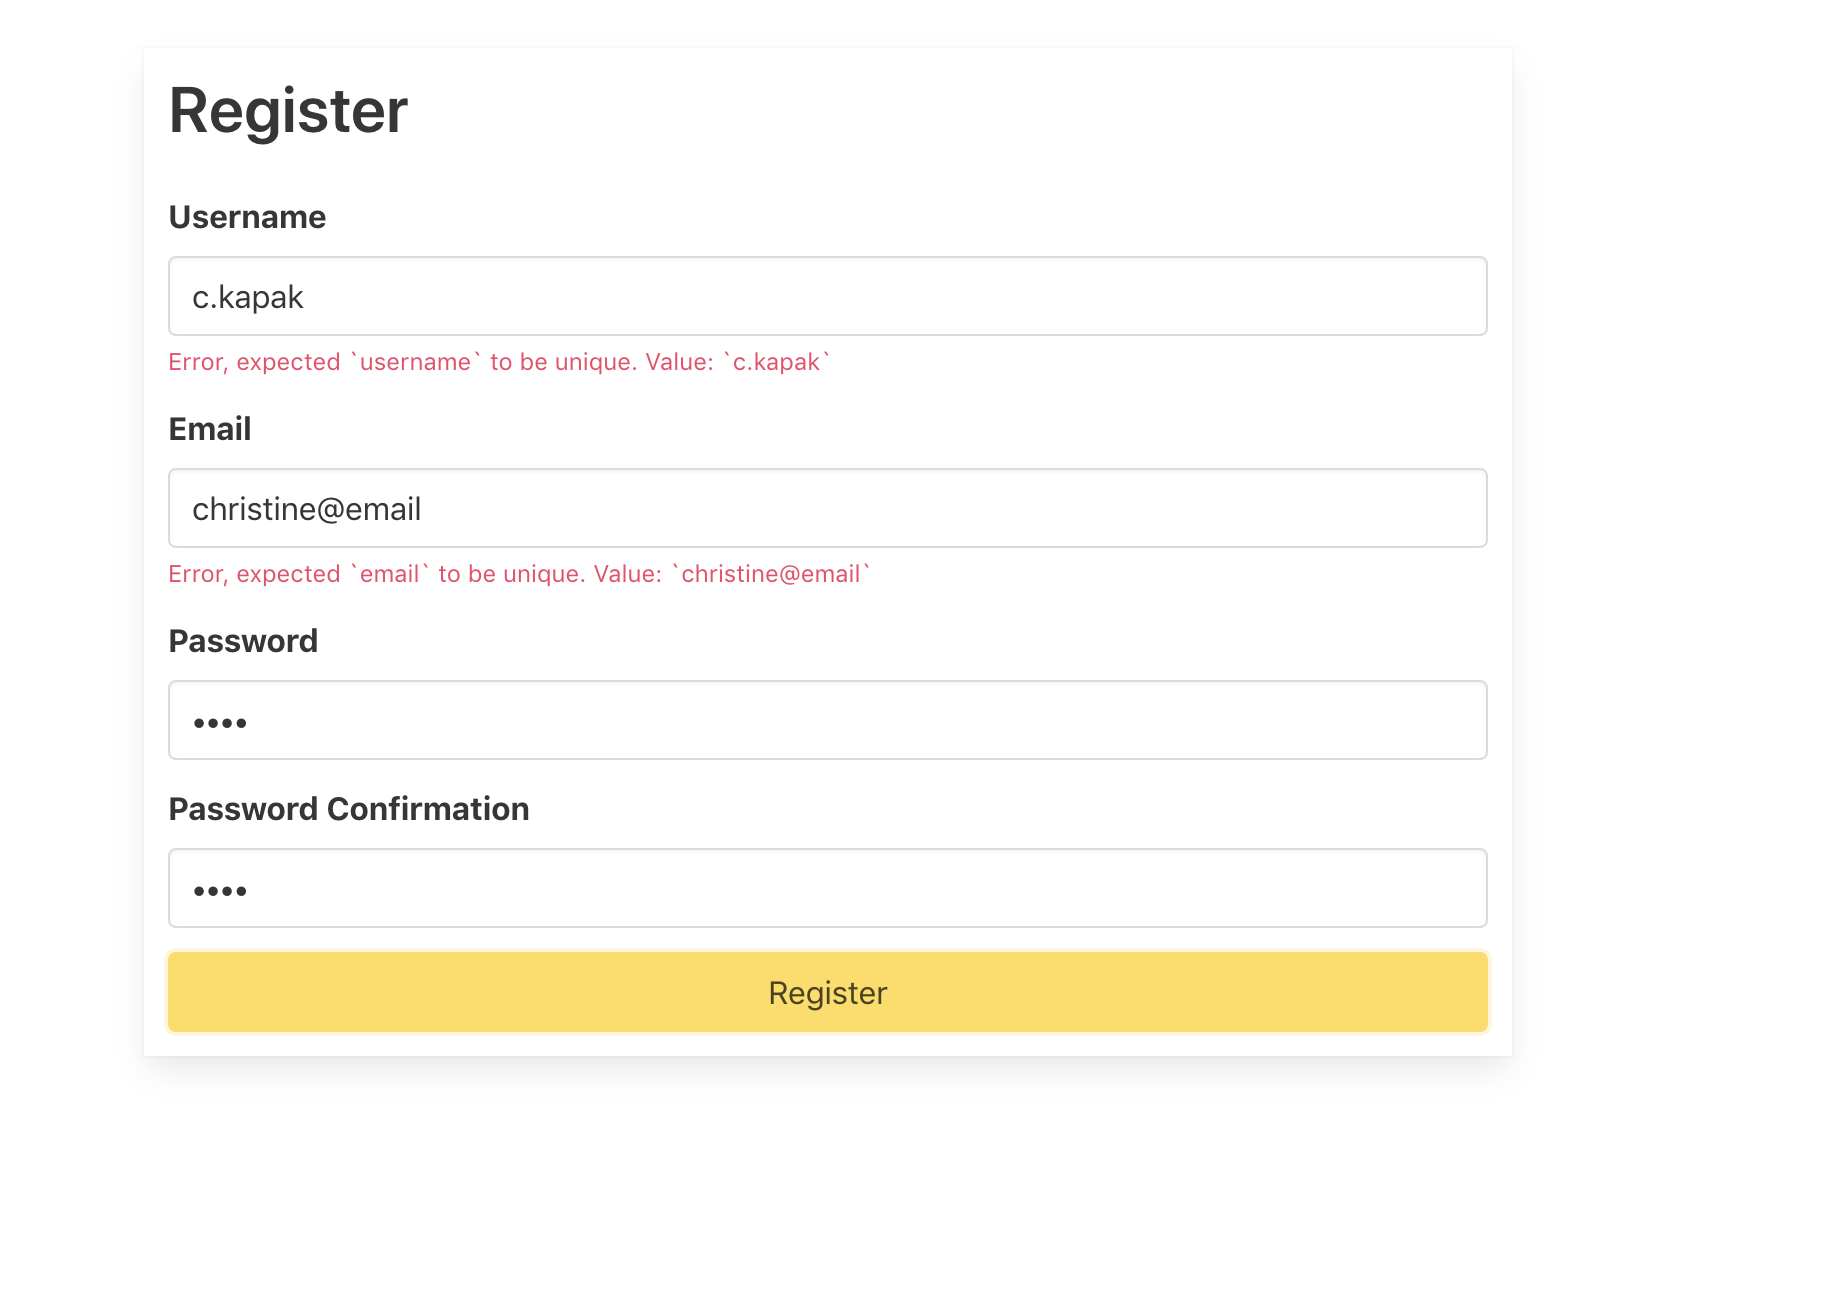 Register
Username
c.kapak
Error, expected `username` to be unique. Value: `c.kapak`
Email
christine@email
Error, expected `email` to be unique. Value: `christine@email`
Password
••••
Password Confirmation
••••
Register